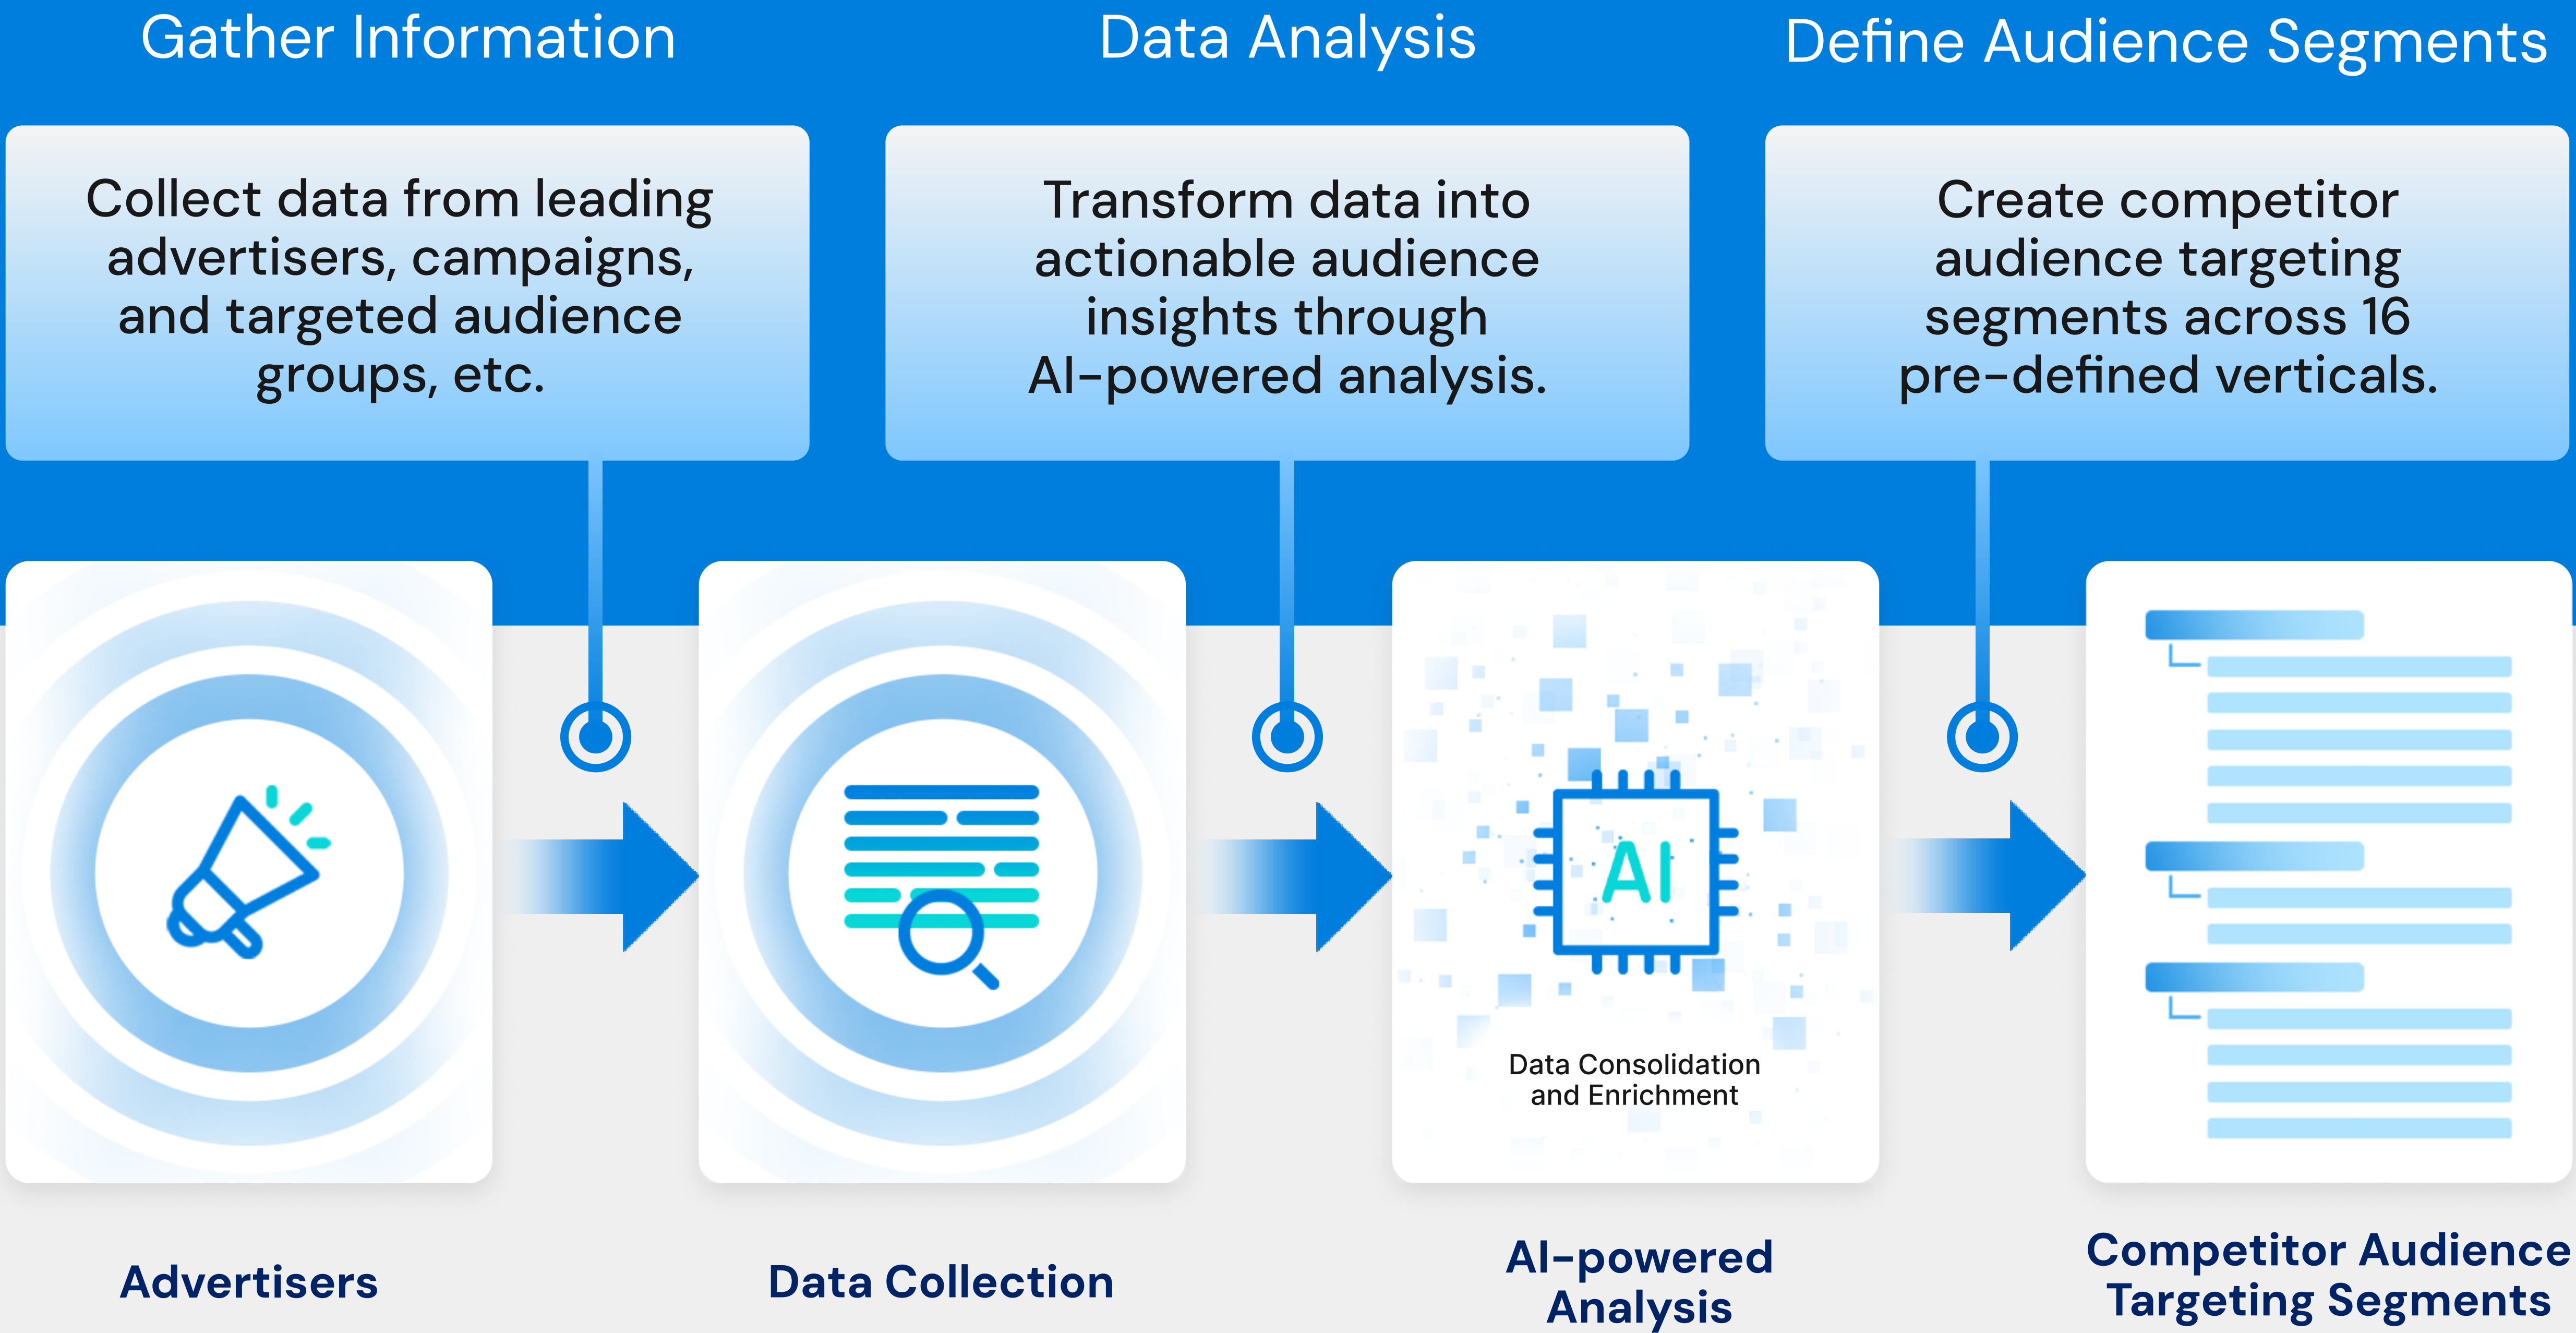 Gather Information
Data Analysis
Define Audience Segments
Collect data from leading
advertisers, campaigns,
and targeted audience
groups, etc.
Transform data into
actionable audience
insights through
AI-powered analysis.
Create competitor
audience targeting
segments across 16
pre-defined verticals.
AI
Data Consolidation
and Enrichment
Advertisers
Data Collection
AI-powered
Analysis
Competitor Audience
Targeting Segments